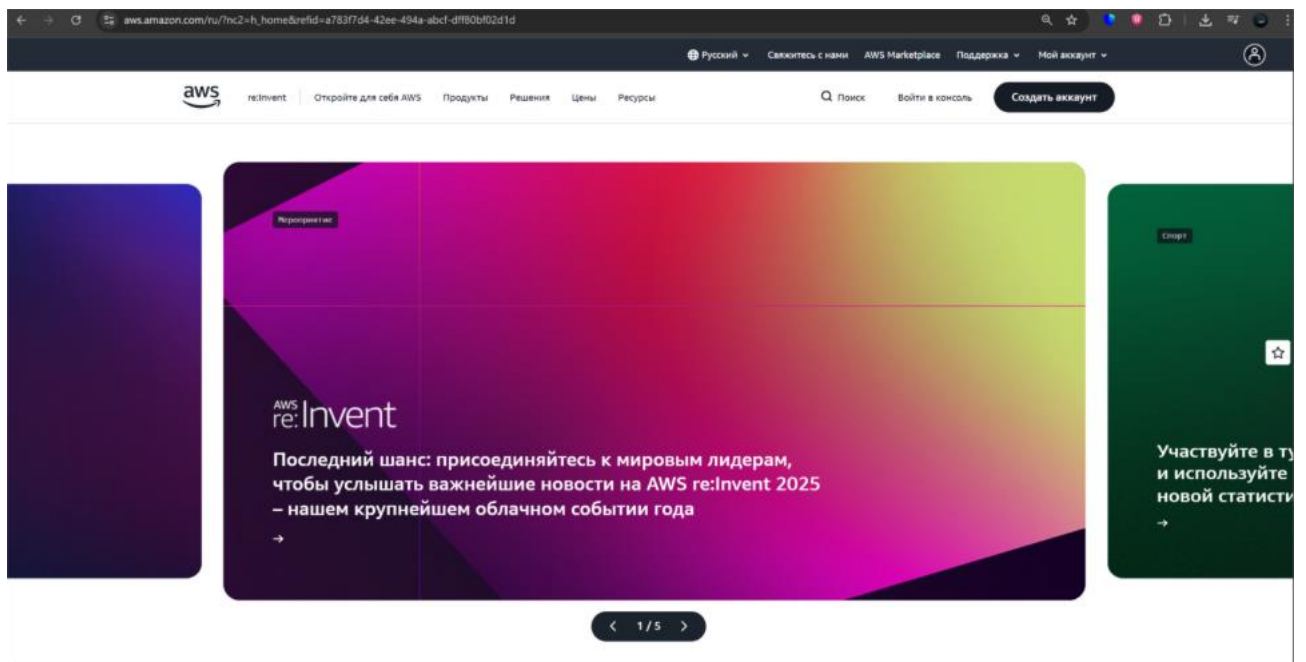 aws.amazon.com/ru/?nc2=h_home&refid=a783f7d4-42ee-494a-abcf-dff80bf02d1d
Русский Свяжитесь с нами AWS Marketplace Поддержка Мой аккаунт
aws re:Invent Откройте для себя AWS Продукты Решения Цены Ресурсы Поиск Войти в консоль Создать аккаунт
Мероприятие
AWS
re:Invent
Последний шанс: присоединяйтесь к мировым лидерам,
чтобы услышать важнейшие новости на AWS re:Invent 2025
– нашем крупнейшем облачном событии года
→
Спорт
Участвуйте в ту
и используйте
новой статисти
→
1 / 5